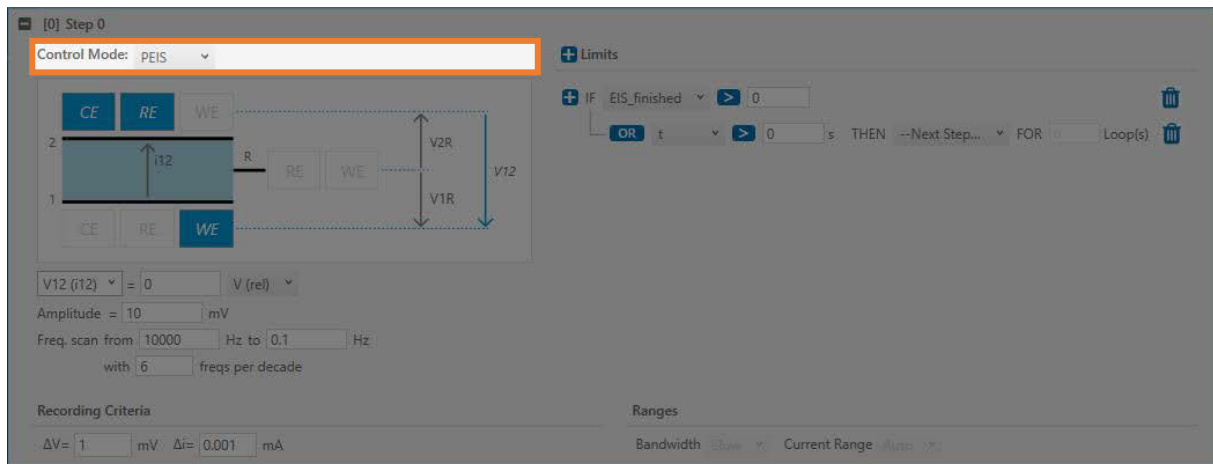 [0] Step 0
Control Mode: PEIS
Limits
IF EIS_finished > 0
OR t > 0 s THEN --Next Step... FOR 0 Loop(s)
CE RE WE
2
i12
R
RE WE
V2R
V12
V1R
1
CE RE WE
V12 (i12) = 0 V (rel)
Amplitude = 10 mV
Freq. scan from 10000 Hz to 0.1 Hz
with 6 freqs per decade
Recording Criteria
Ranges
ΔV= 1 mV Δi= 0.001 mA
Bandwidth Slow Current Range Auto